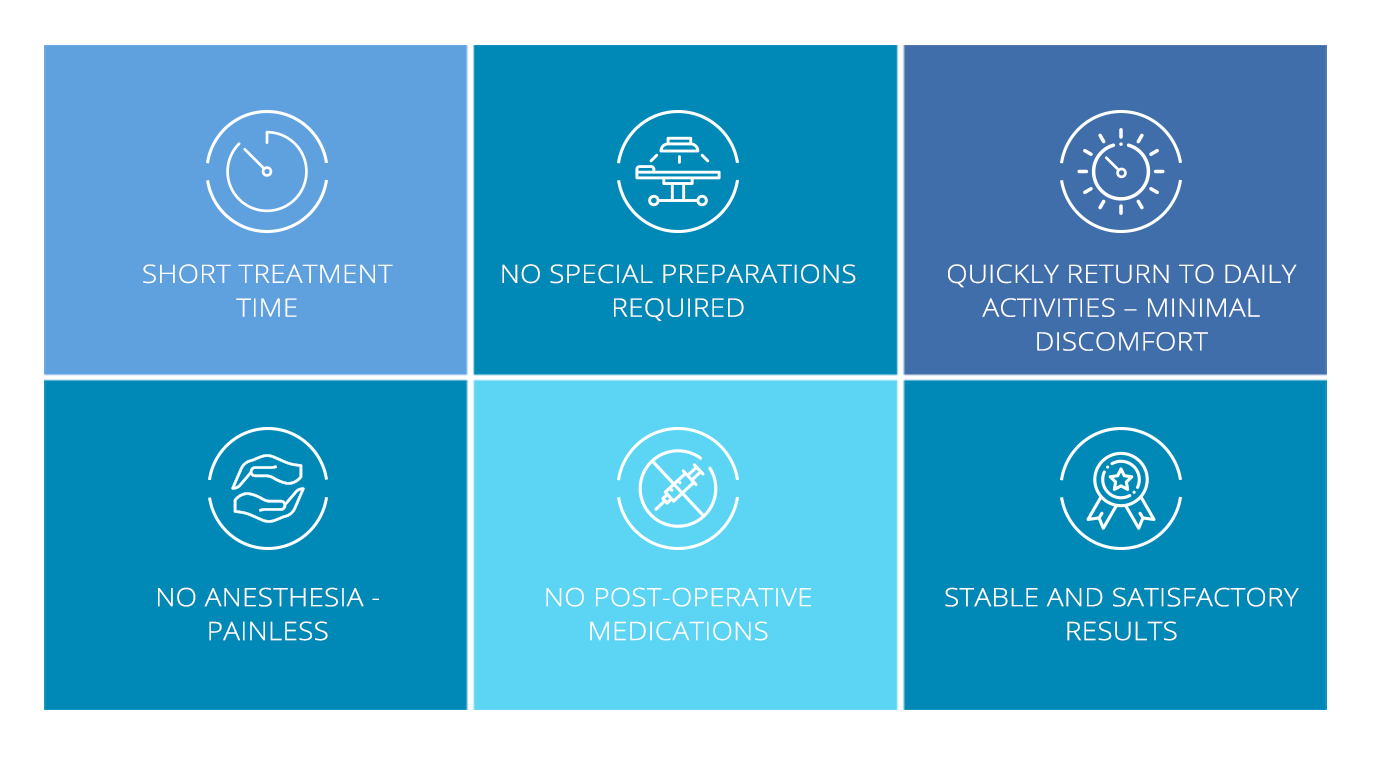 SHORT TREATMENT
TIME
NO SPECIAL PREPARATIONS
REQUIRED
QUICKLY RETURN TO DAILY
ACTIVITIES – MINIMAL
DISCOMFORT
NO ANESTHESIA -
PAINLESS
NO POST-OPERATIVE
MEDICATIONS
STABLE AND SATISFACTORY
RESULTS